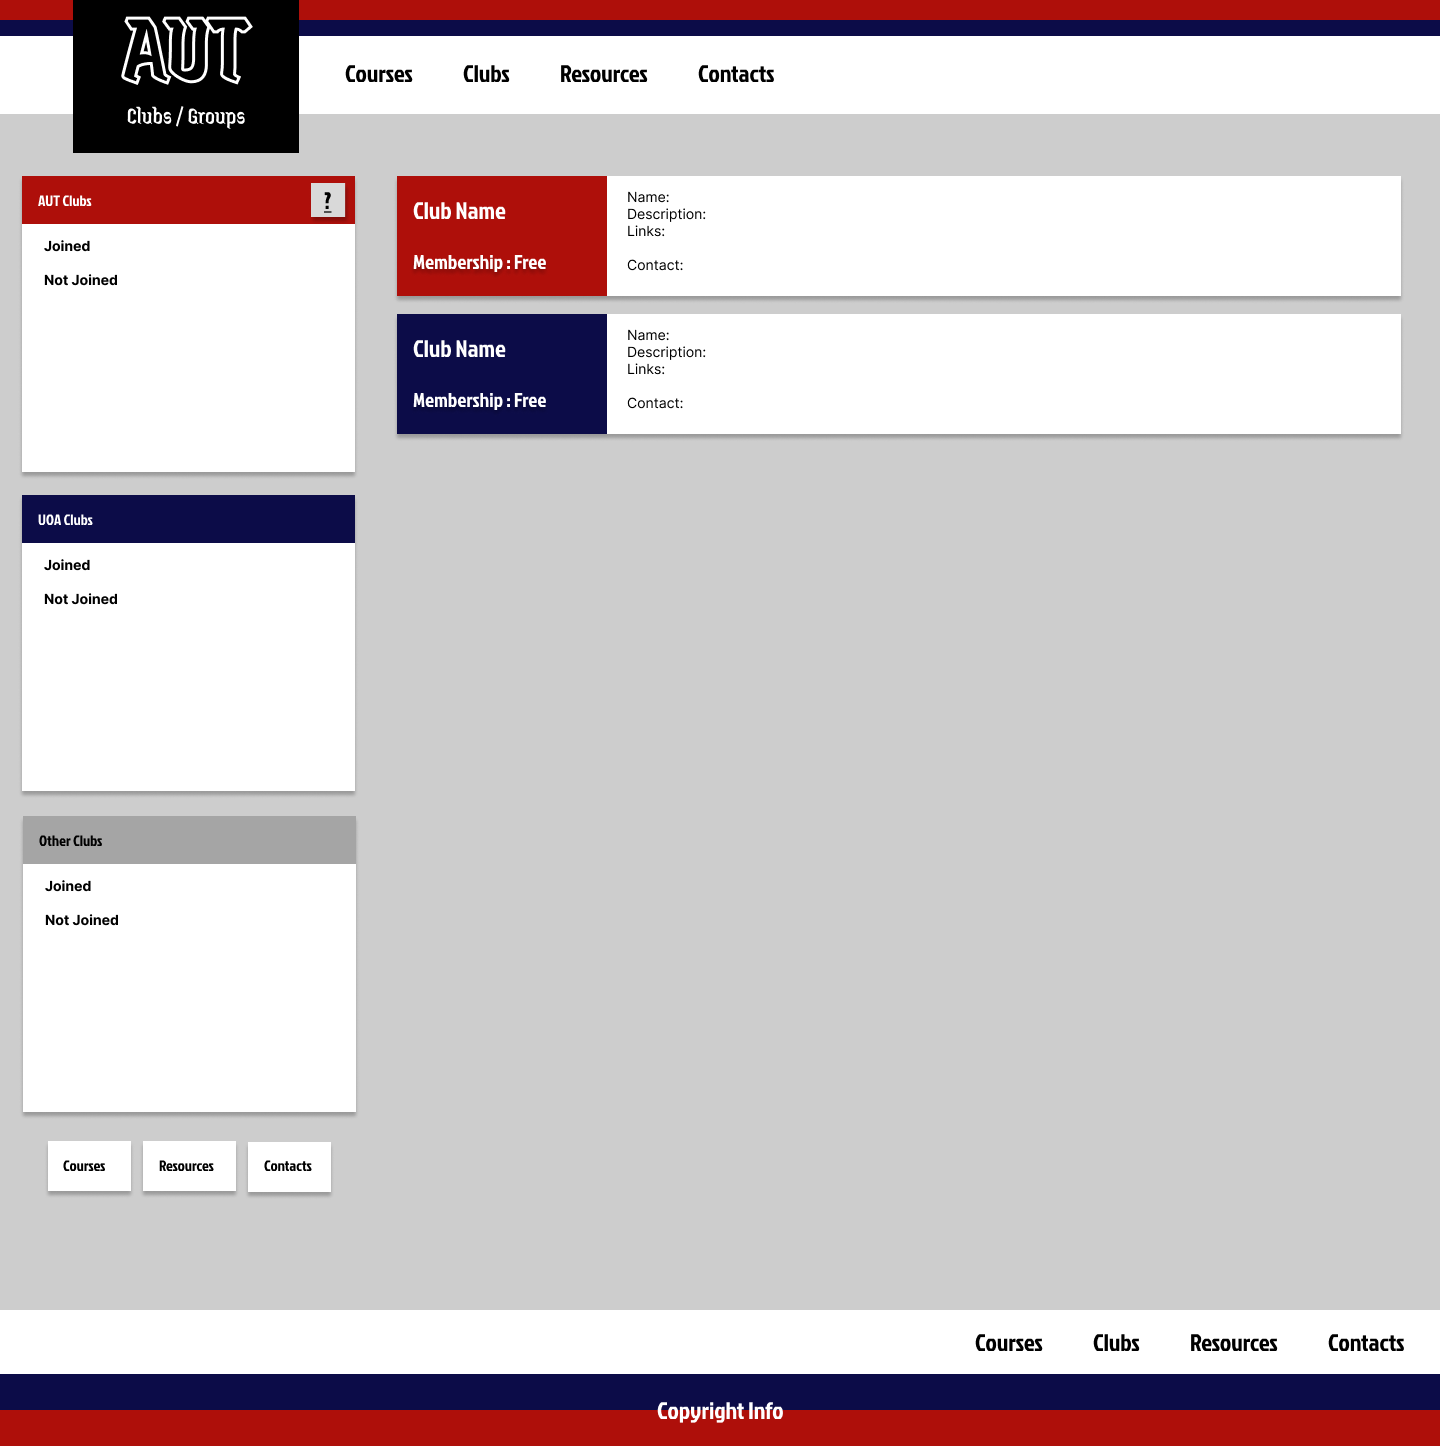 AUT
Clubs / Groups
Courses Clubs Resources Contacts
AUT Clubs ?
Joined
Not Joined
UOA Clubs
Joined
Not Joined
Other Clubs
Joined
Not Joined
Courses Resources Contacts
Club Name
Membership : Free
Name:
Description:
Links:
Contact:
Club Name
Membership : Free
Name:
Description:
Links:
Contact:
Courses Clubs Resources Contacts
Copyright Info